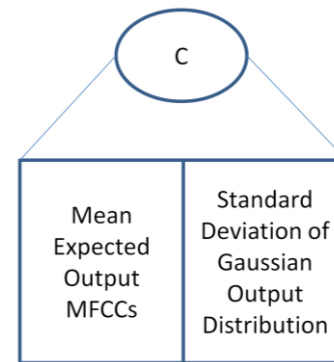 C
Mean
Expected
Output
MFCCs
Standard
Deviation of
Gaussian
Output
Distribution